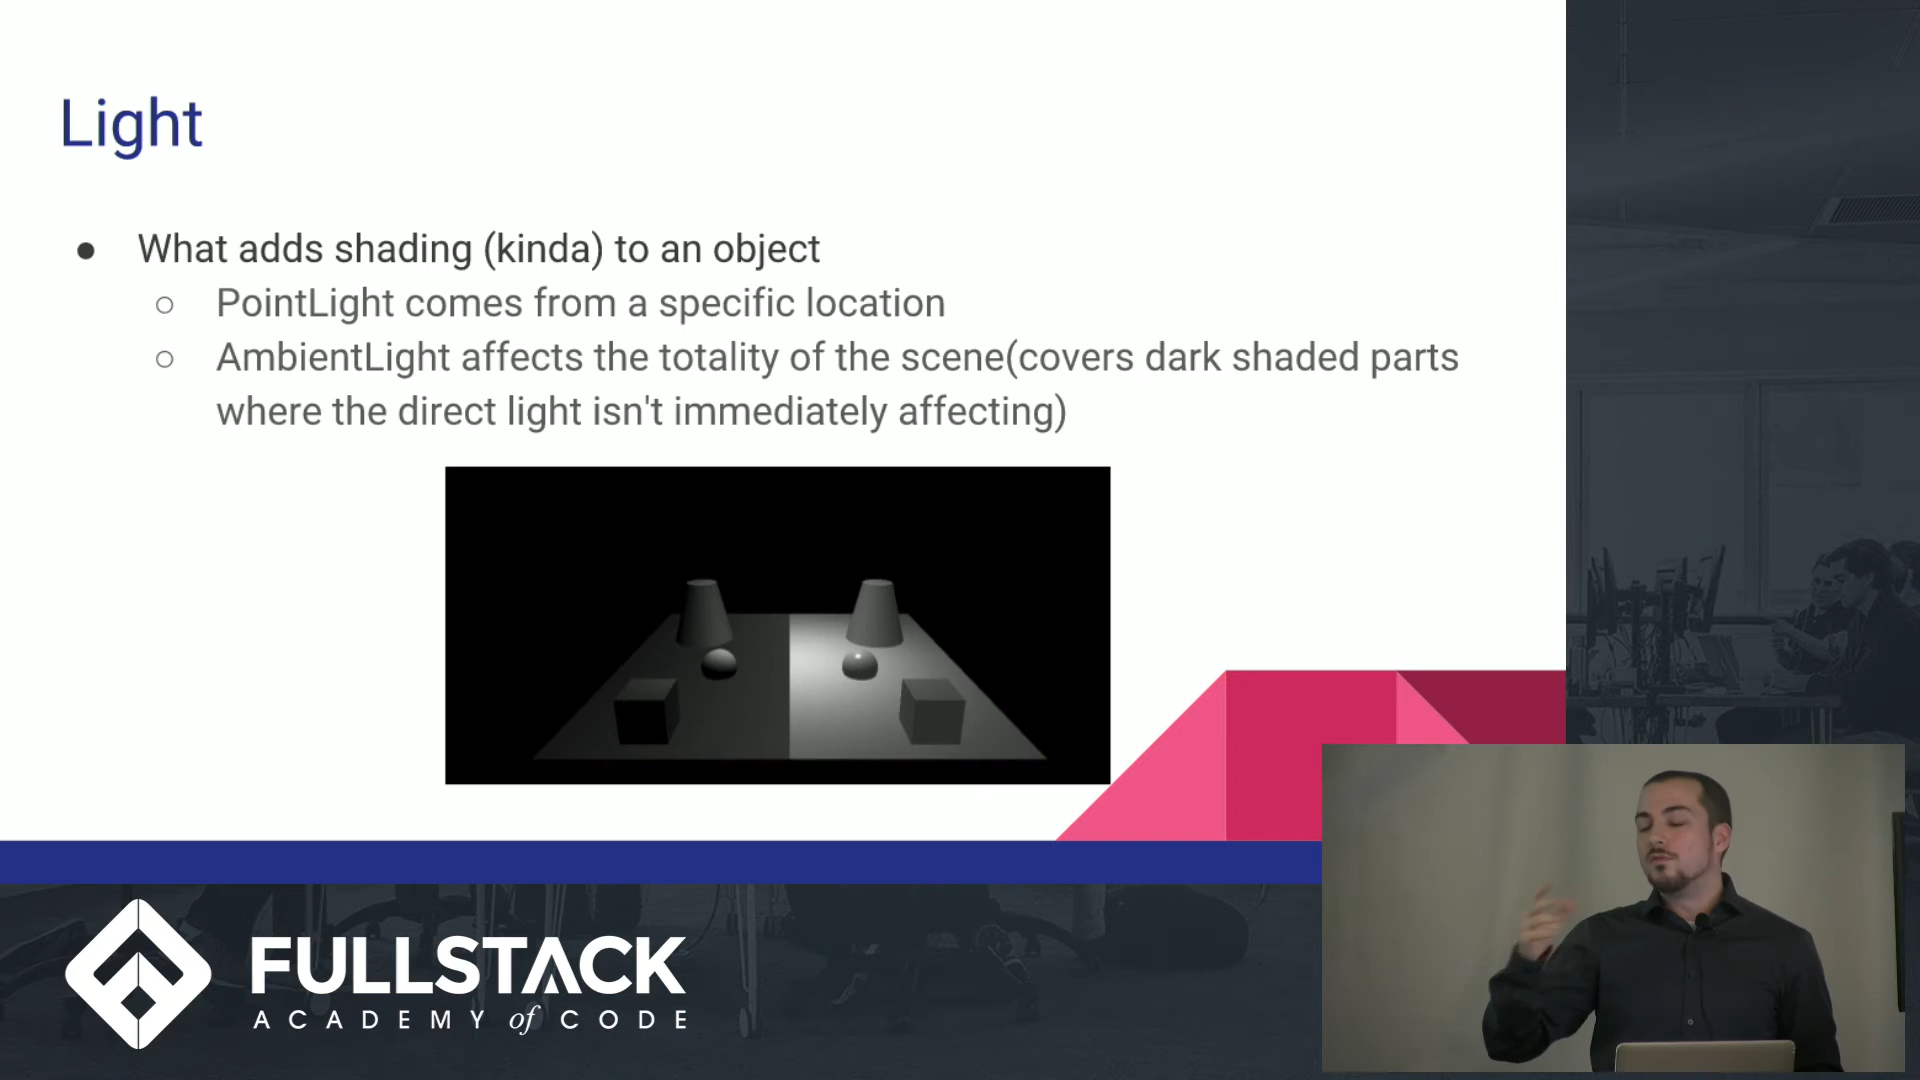 Light
● What adds shading (kinda) to an object
○ PointLight comes from a specific location
○ AmbientLight affects the totality of the scene(covers dark shaded parts
where the direct light isn't immediately affecting)
FULLSTACK
ACADEMY of CODE